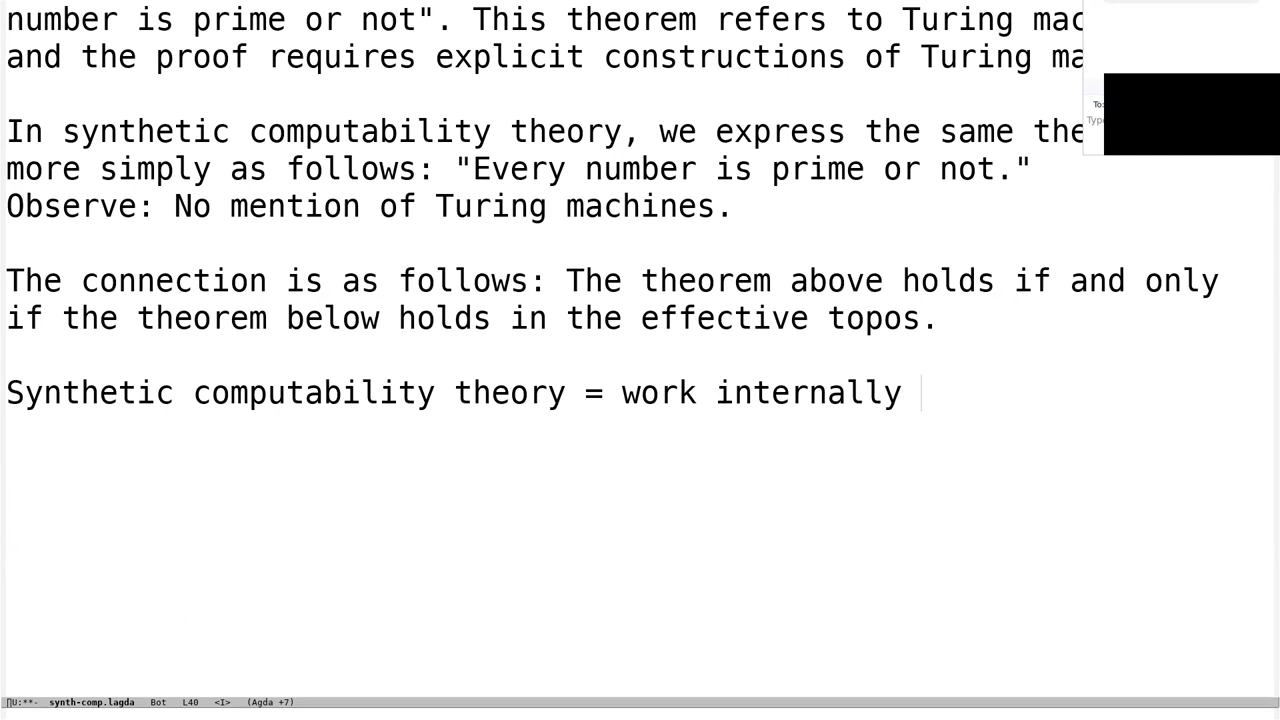 number is prime or not". This theorem refers to Turing
and the proof requires explicit constructions of Turing
To:
In synthetic computability theory, we express the same
more simply as follows: "Every number is prime or not."
Observe: No mention of Turing machines.
The connection is as follows: The theorem above holds if and only
if the theorem below holds in the effective topos.
Synthetic computability theory = work internally
U:**- synth-comp.lagda Bot L40 <I> (Agda +7)